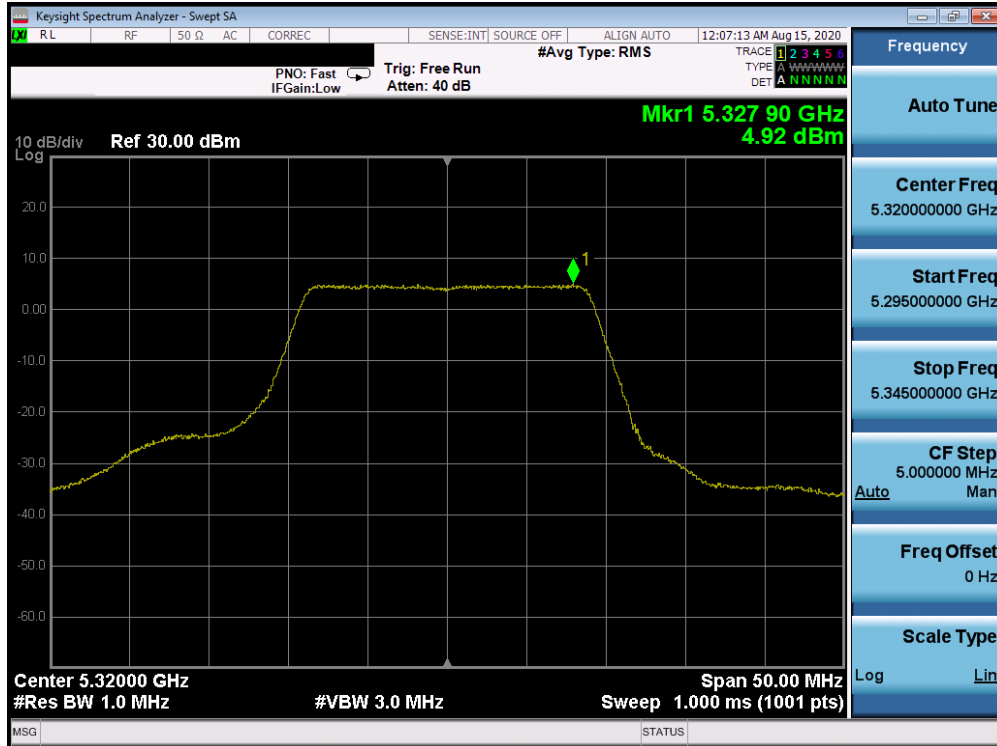 Keysight Spectrum Analyzer - Swept SA
LXI RL RF 50 Ω AC CORREC SENSE:INT SOURCE OFF ALIGN AUTO 12:07:13 AM Aug 15, 2020
#Avg Type: RMS
TRACE 1 2 3 4 5 6
PNO: Fast Trig: Free Run
TYPE A WWWWW
IFGain:Low Atten: 40 dB
DET A N N N N N
Mkr1 5.327 90 GHz
4.92 dBm
10 dB/div Ref 30.00 dBm
Log
20.0
10.0
1
0.00
-10.0
-20.0
-30.0
-40.0
-50.0
-60.0
Center 5.32000 GHz Span 50.00 MHz
#Res BW 1.0 MHz #VBW 3.0 MHz Sweep 1.000 ms (1001 pts)
MSG STATUS
Frequency
Auto Tune
Center Freq
5.320000000 GHz
Start Freq
5.295000000 GHz
Stop Freq
5.345000000 GHz
CF Step
5.000000 MHz
Auto Man
Freq Offset
0 Hz
Scale Type
Log Lin